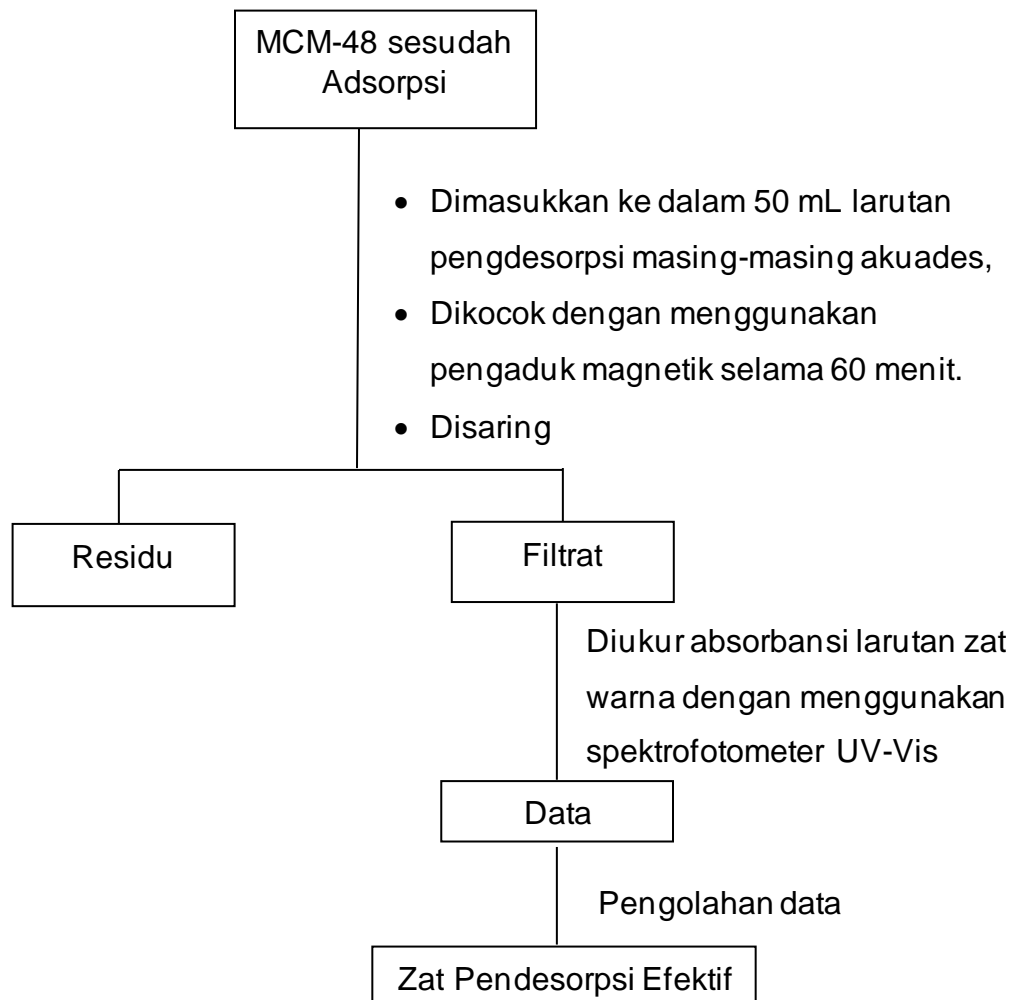 MCM-48 sesudah
Adsorpsi
• Dimasukkan ke dalam 50 mL larutan
pengdesorpsi masing-masing akuades,
• Dikocok dengan menggunakan
pengaduk magnetik selama 60 menit.
• Disaring
Residu
Filtrat
Diukur absorbansi larutan zat
warna dengan menggunakan
spektrofotometer UV-Vis
Data
Pengolahan data
Zat Pendesorpsi Efektif